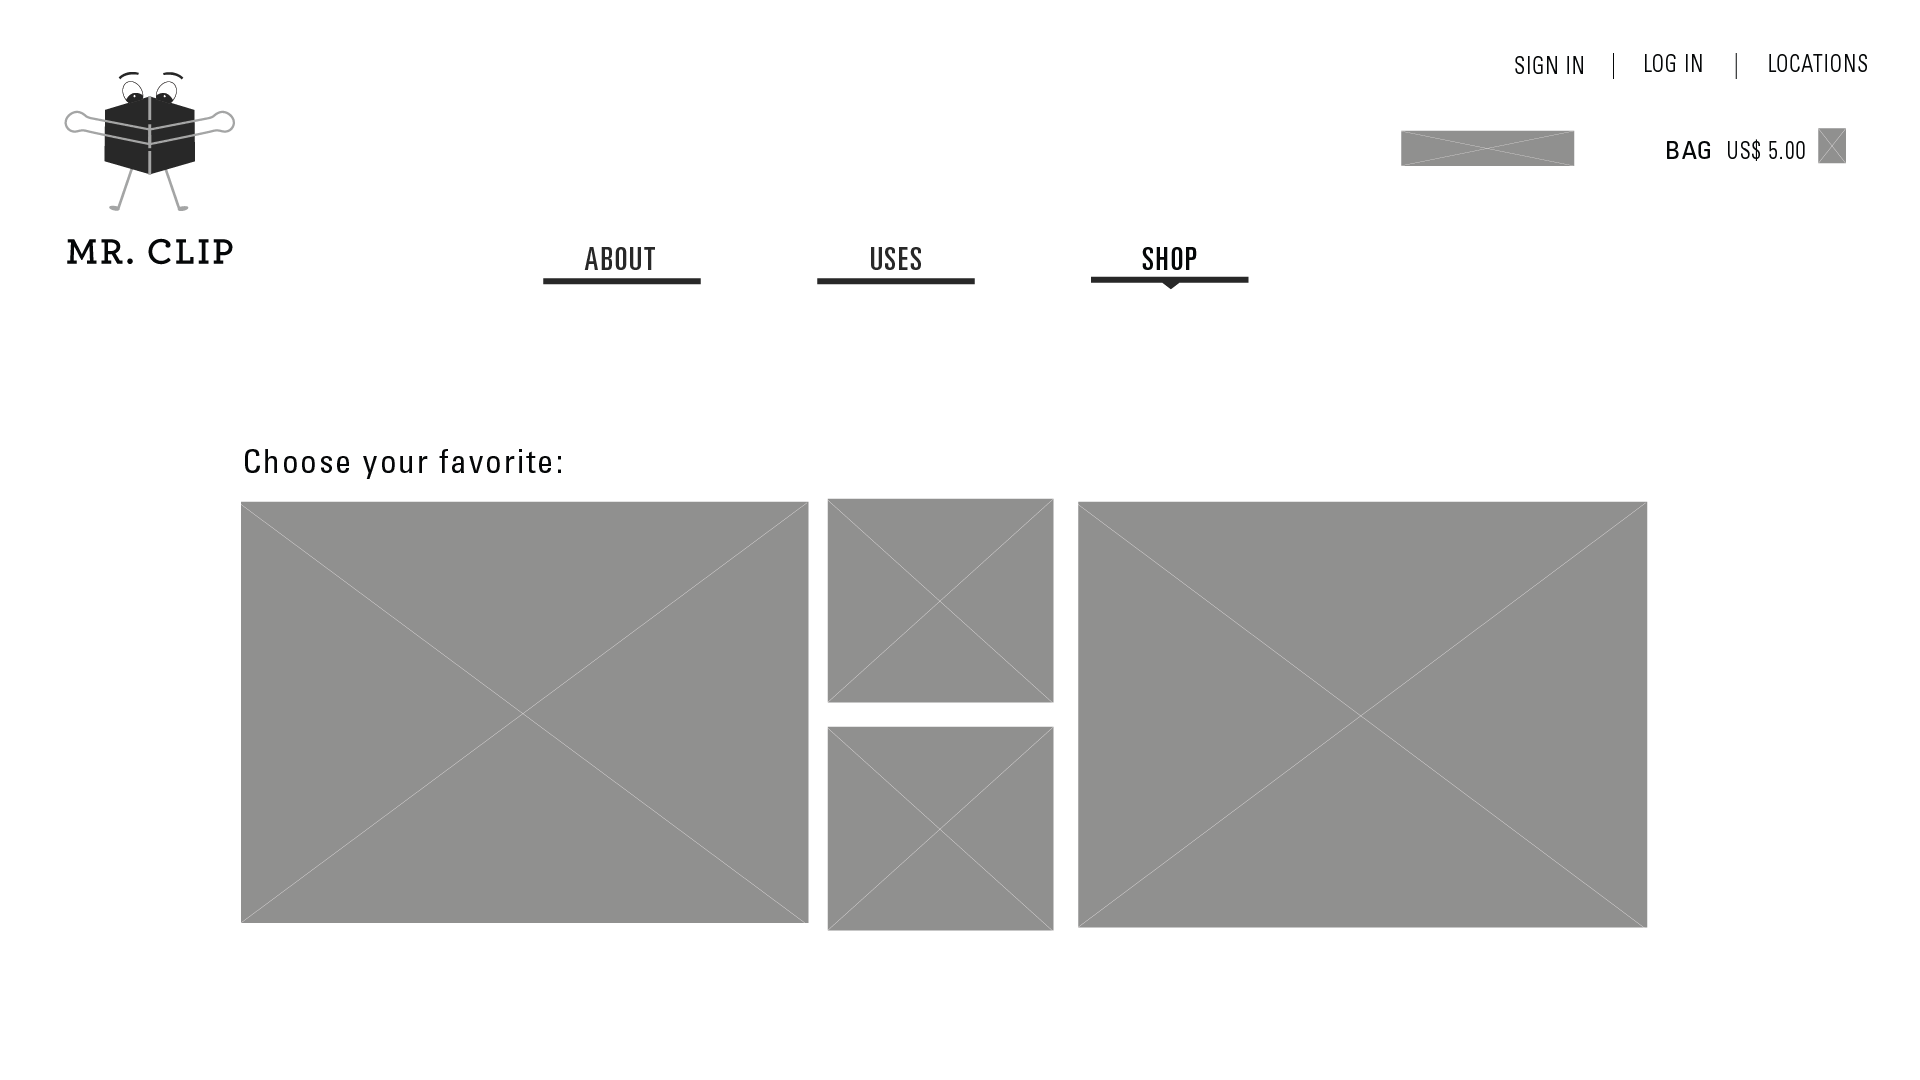 SIGN IN | LOG IN | LOCATIONS
BAG US$ 5.00
MR. CLIP
ABOUT USES SHOP
Choose your favorite: